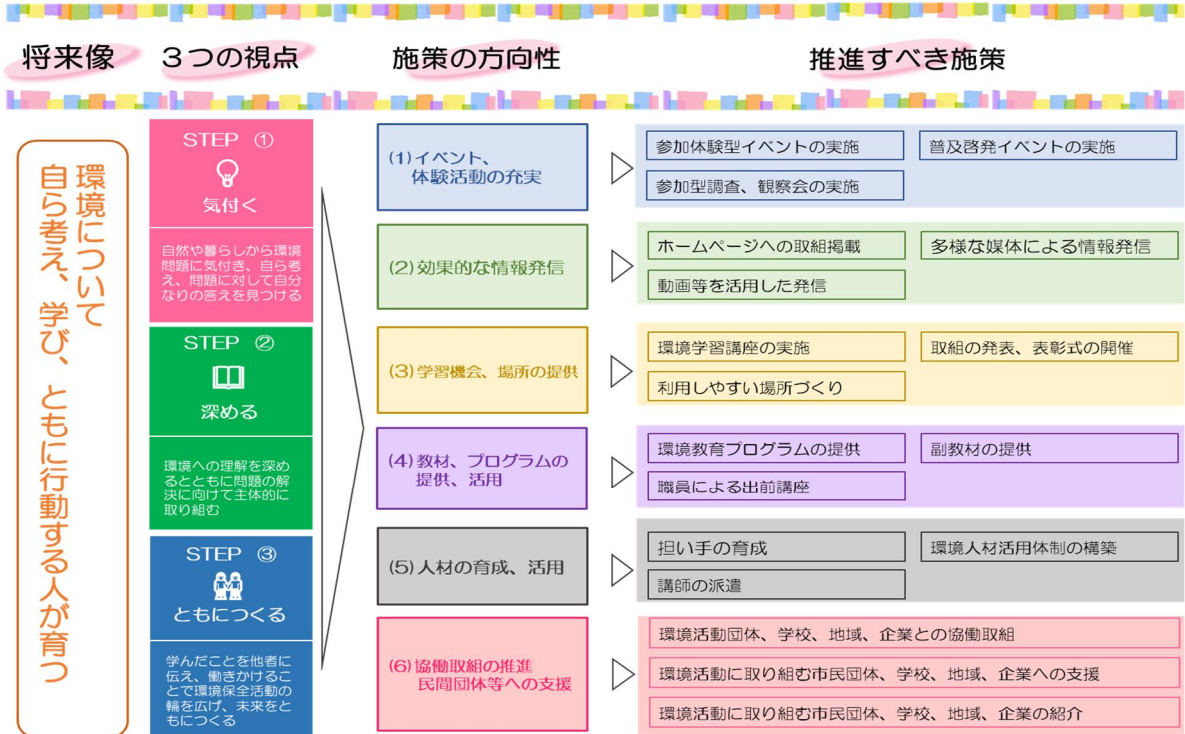 将来像
3つの視点
施策の方向性
推進すべき施策
環境について
自ら考え、学び、ともに行動する人が育つ
STEP ①
気付く
自然や暮らしから環境
問題に気付き、自ら考
え、問題に対して自分
なりの答えを見つける
STEP ②
深める
環境への理解を深め
るとともに問題の解
決に向けて主体的に
取り組む
STEP ③
ともにつくる
学んだことを他者に
伝え、働きかけるこ
とで環境保全活動の
輪を広げ、未来をと
もにつくる
(1)イベント、
体験活動の充実
参加体験型イベントの実施
普及啓発イベントの実施
参加型調査、観察会の実施
(2)効果的な情報発信
ホームページへの取組掲載
多様な媒体による情報発信
動画等を活用した発信
(3)学習機会、場所の提供
環境学習講座の実施
取組の発表、表彰式の開催
利用しやすい場所づくり
(4)教材、プログラムの
提供、活用
環境教育プログラムの提供
副教材の提供
職員による出前講座
(5)人材の育成、活用
担い手の育成
環境人材活用体制の構築
講師の派遣
(6)協働取組の推進
民間団体等への支援
環境活動団体、学校、地域、企業との協働取組
環境活動に取り組む市民団体、学校、地域、企業への支援
環境活動に取り組む市民団体、学校、地域、企業の紹介